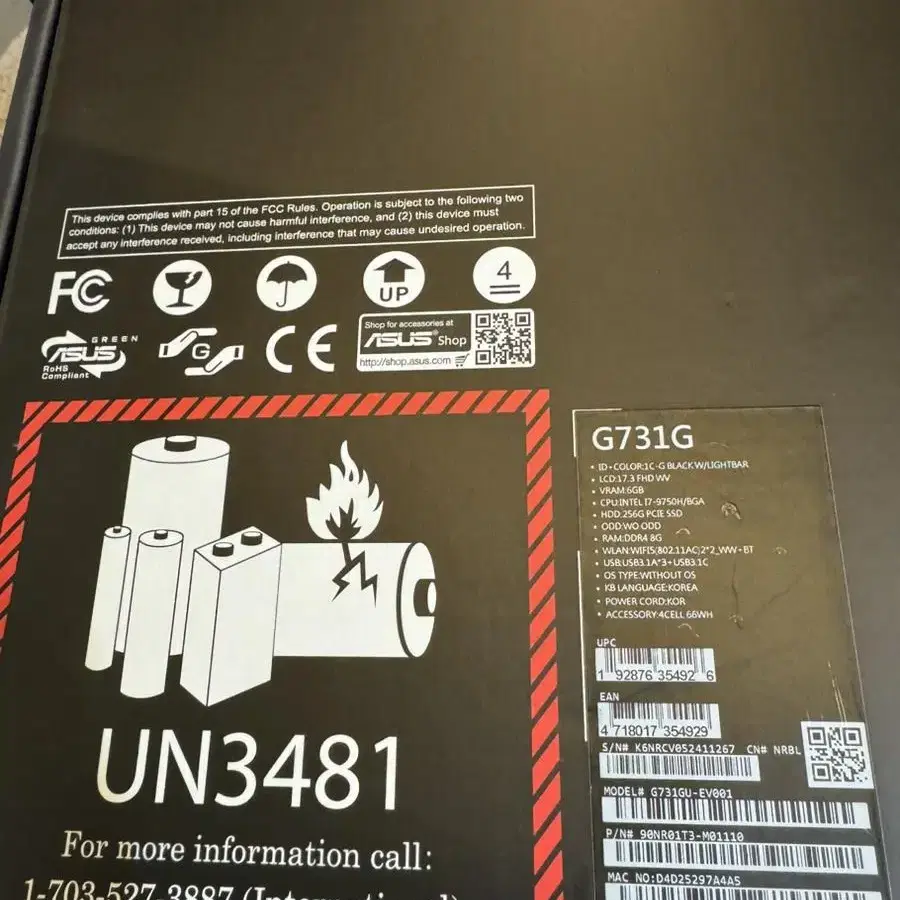 This device complies with part 15 of the FCC Rules. Operation is subject to the following two
conditions: (1) This device may not cause harmful interference, and (2) this device must
accept any interference received, including interference that may cause undesired operation.
FC
UP
4
GREEN
ASUS
RoHS
Compliant
G
CE
Shop for accessories at
ASUS® Shop
http://shop.asus.com
UN3481
For more information call:
1-703-527-3887 (International)
G731G
• ID+COLOR:1C-G BLACK W/LIGHTBAR
• LCD:17.3 FHD WV
• VRAM:6GB
• CPU:INTEL I7-9750H/BGA
• HDD:256G PCIE SSD
• ODD:WO ODD
• RAM:DDR4 8G
• WLAN:WIFI5(802.11AC)2*2_WW+BT
• USB:USB3.1A*3+USB3.1C
• OS TYPE:WITHOUT OS
• KB LANGUAGE:KOREA
• POWER CORD:KOR
• ACCESSORY:4CELL 66WH
UPC
1 92876 35492 6
EAN
4 718017 354929
S/N# K6NRCV052411267 CN# NRBL
MODEL# G731GU-EV001
P/N# 90NR01T3-M01110
MAC NO:D4D25297A4A5